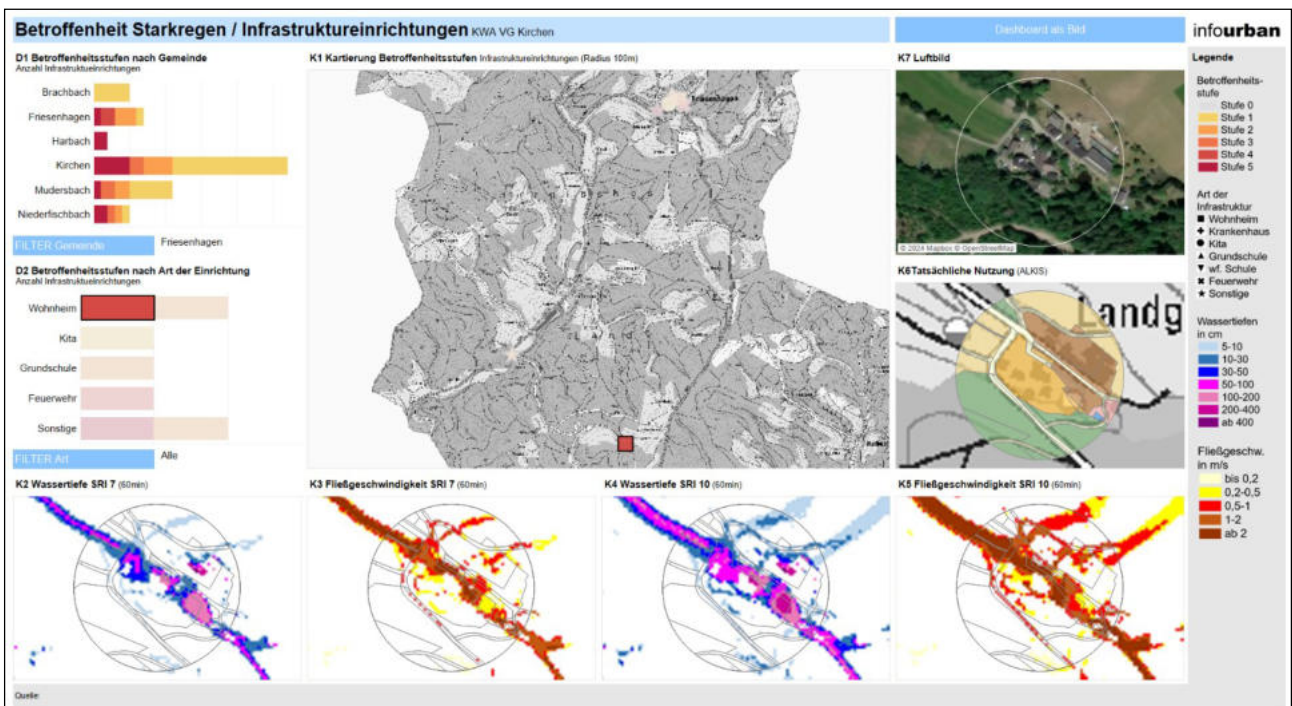 Betroffenheit Starkregen / Infrastruktureinrichtungen KWA VG Kirchen
Dashboard als Bild
infourban
D1 Betroffenheitsstufen nach Gemeinde
Anzahl Infrastruktureinrichtungen
Brachbach
Friesenhagen
Harbach
Kirchen
Mudersbach
Niederfischbach
FILTER Gemeinde
Friesenhagen
D2 Betroffenheitsstufen nach Art der Einrichtung
Anzahl Infrastruktureinrichtungen
Wohnheim
Kita
Grundschule
Feuerwehr
Sonstige
FILTER Art
Alle
K1 Kartierung Betroffenheitsstufen Infrastruktureinrichtungen (Radius 100m)
Friesenhagen
K7 Luftbild
© 2024 Mapbox © OpenStreetMap
K6Tatsächliche Nutzung (ALKIS)
Landg
K2 Wassertiefe SRI 7 (60min)
K3 Fließgeschwindigkeit SRI 7 (60min)
K4 Wassertiefe SRI 10 (60min)
K5 Fließgeschwindigkeit SRI 10 (60min)
Legende
Betroffenheits-
stufe
Stufe 0
Stufe 1
Stufe 2
Stufe 3
Stufe 4
Stufe 5
Art der
Infrastruktur
Wohnheim
Krankenhaus
Kita
Grundschule
wf. Schule
Feuerwehr
Sonstige
Wassertiefen
in cm
5-10
10-30
30-50
50-100
100-200
200-400
ab 400
Fließgeschw.
in m/s
bis 0,2
0,2-0,5
0,5-1
1-2
ab 2
Quelle: